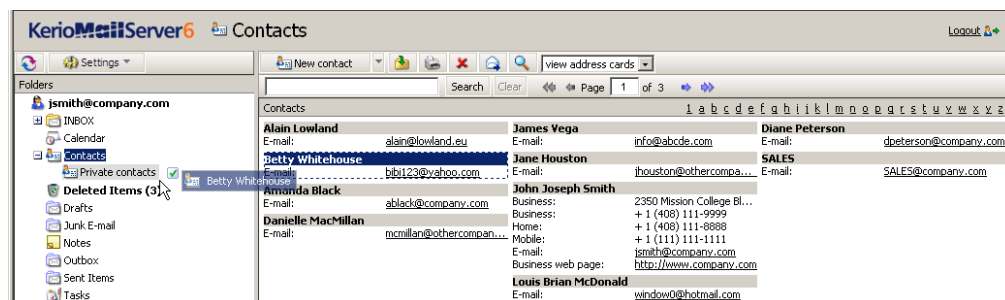 KerioMailServer6 Contacts Logout
Settings New contact view address cards
Folders Search Clear Page 1 of 3
jsmith@company.com Contacts 1 a b c d e f g h i j k l m n o p q r s t u v w x y z
INBOX
Calendar
Contacts
Private contacts
Deleted Items (3)
Drafts
Junk E-mail
Notes
Outbox
Sent Items
Tasks
Betty Whitehouse
Alain Lowland
E-mail: alain@lowland.eu
Betty Whitehouse
E-mail: bibi123@yahoo.com
Amanda Black
E-mail: ablack@company.com
Danielle MacMillan
E-mail: mcmillan@othercompan...
James Vega
E-mail: info@abcde.com
Jane Houston
E-mail: jhouston@othercompa...
John Joseph Smith
Business: 2350 Mission College Bl...
Business: + 1 (408) 111-9999
Home: + 1 (408) 111-8888
Mobile: + 1 (111) 111-1111
E-mail: jsmith@company.com
Business web page: http://www.company.com
Louis Brian McDonald
E-mail: window0@hotmail.com
Diane Peterson
E-mail: dpeterson@company.com
SALES
E-mail: SALES@company.com